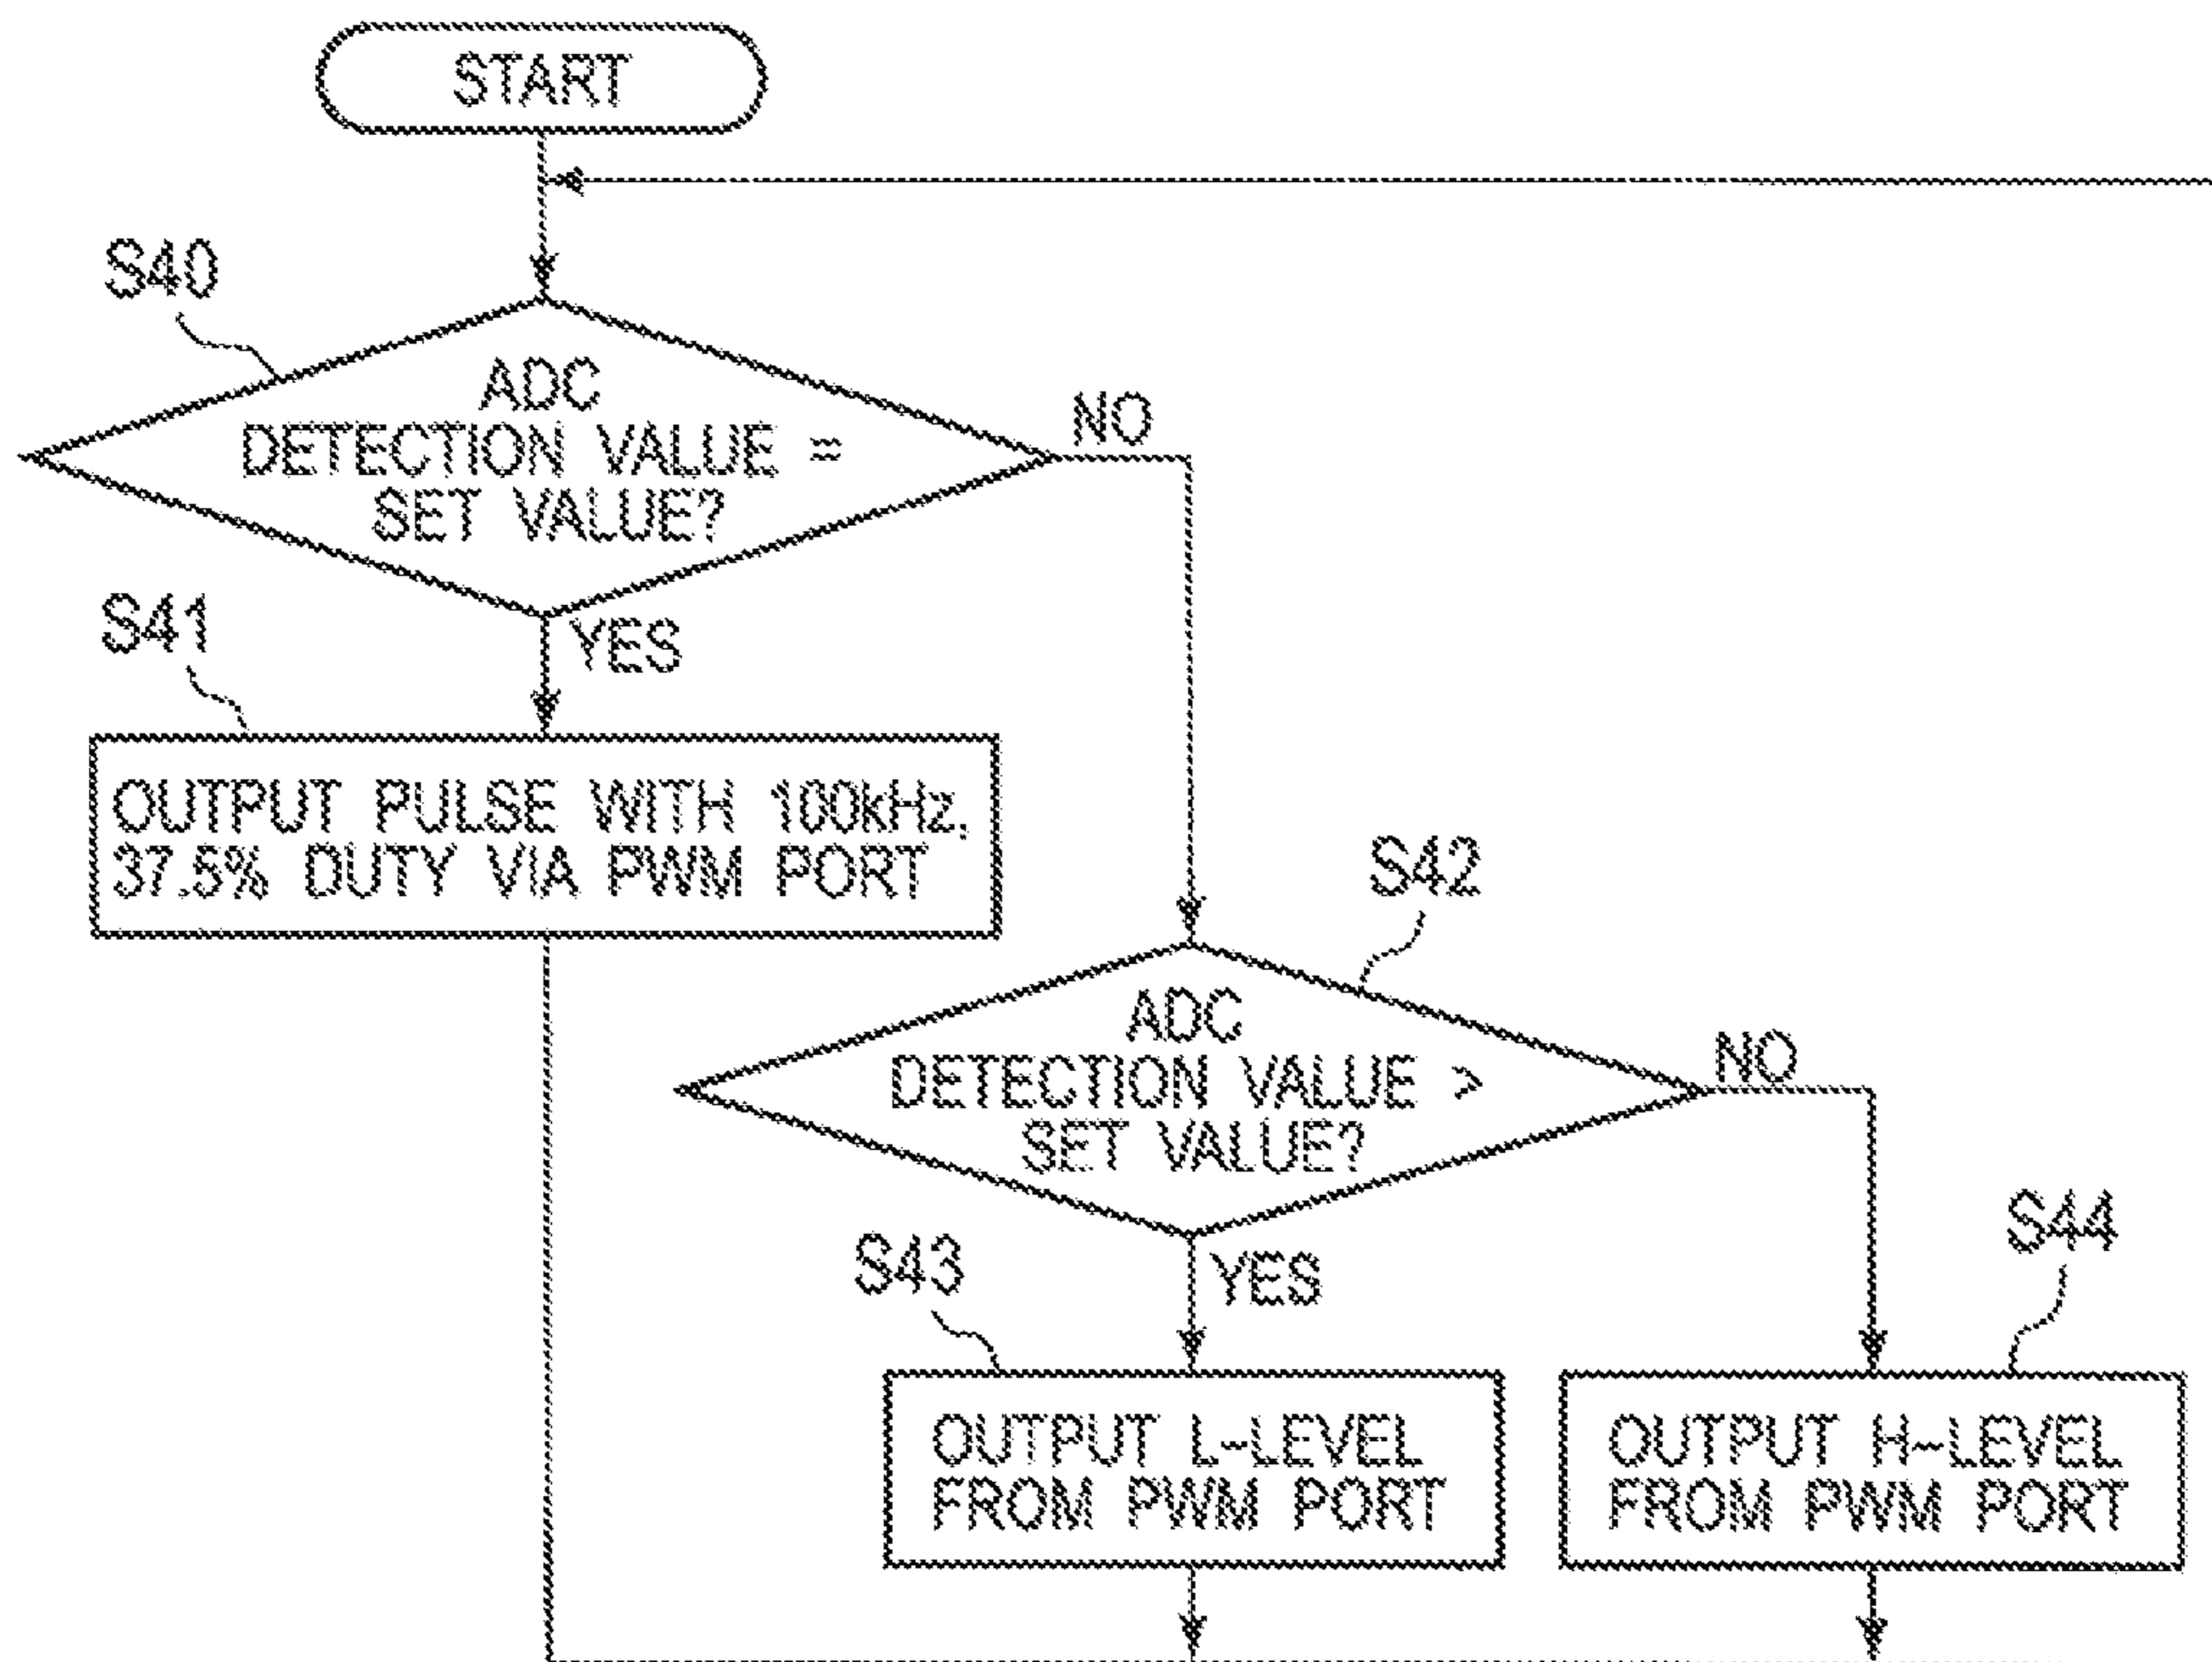 START
S40
ADC
DETECTION VALUE =
SET VALUE?
NO
YES
S41
OUTPUT PULSE WITH 100kHz,
37.5% DUTY VIA PWM PORT
S42
ADC
DETECTION VALUE >
SET VALUE?
NO
YES
S43
OUTPUT L-LEVEL
FROM PWM PORT
S44
OUTPUT H-LEVEL
FROM PWM PORT